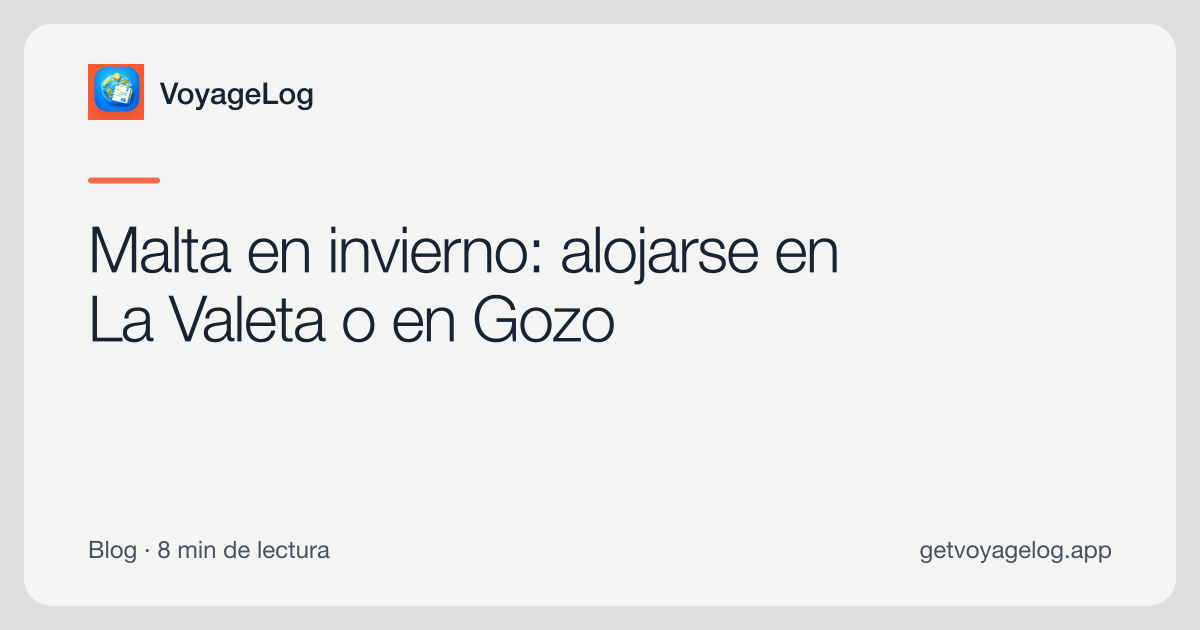 VoyageLog
Malta en invierno: alojarse en
La Valeta o en Gozo
Blog · 8 min de lectura
getvoyagelog.app